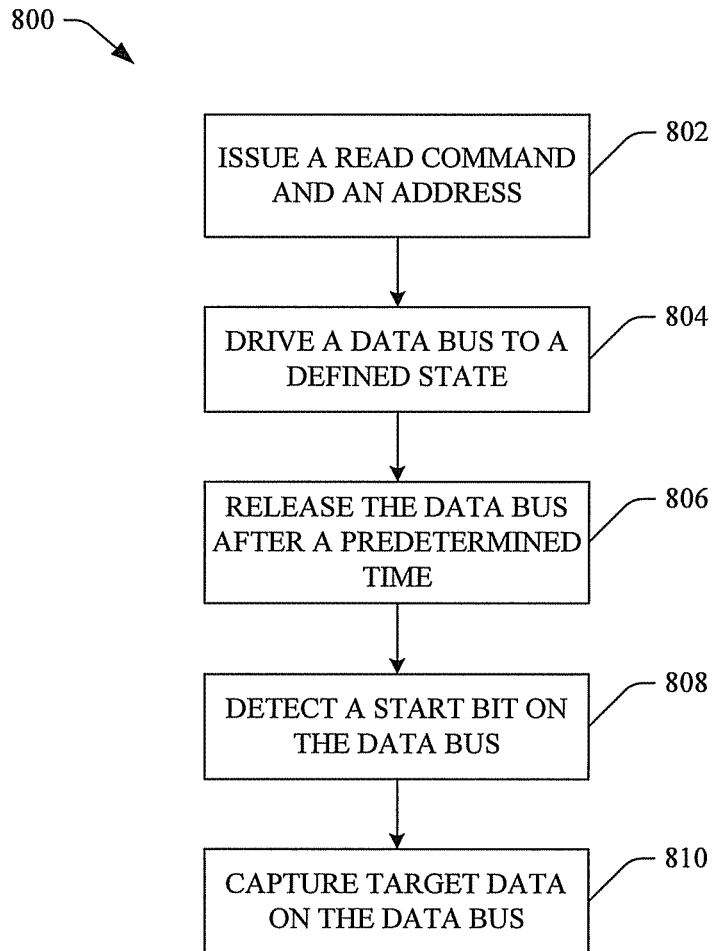 800
802
ISSUE A READ COMMAND
AND AN ADDRESS
804
DRIVE A DATA BUS TO A
DEFINED STATE
806
RELEASE THE DATA BUS
AFTER A PREDETERMINED
TIME
808
DETECT A START BIT ON
THE DATA BUS
810
CAPTURE TARGET DATA
ON THE DATA BUS